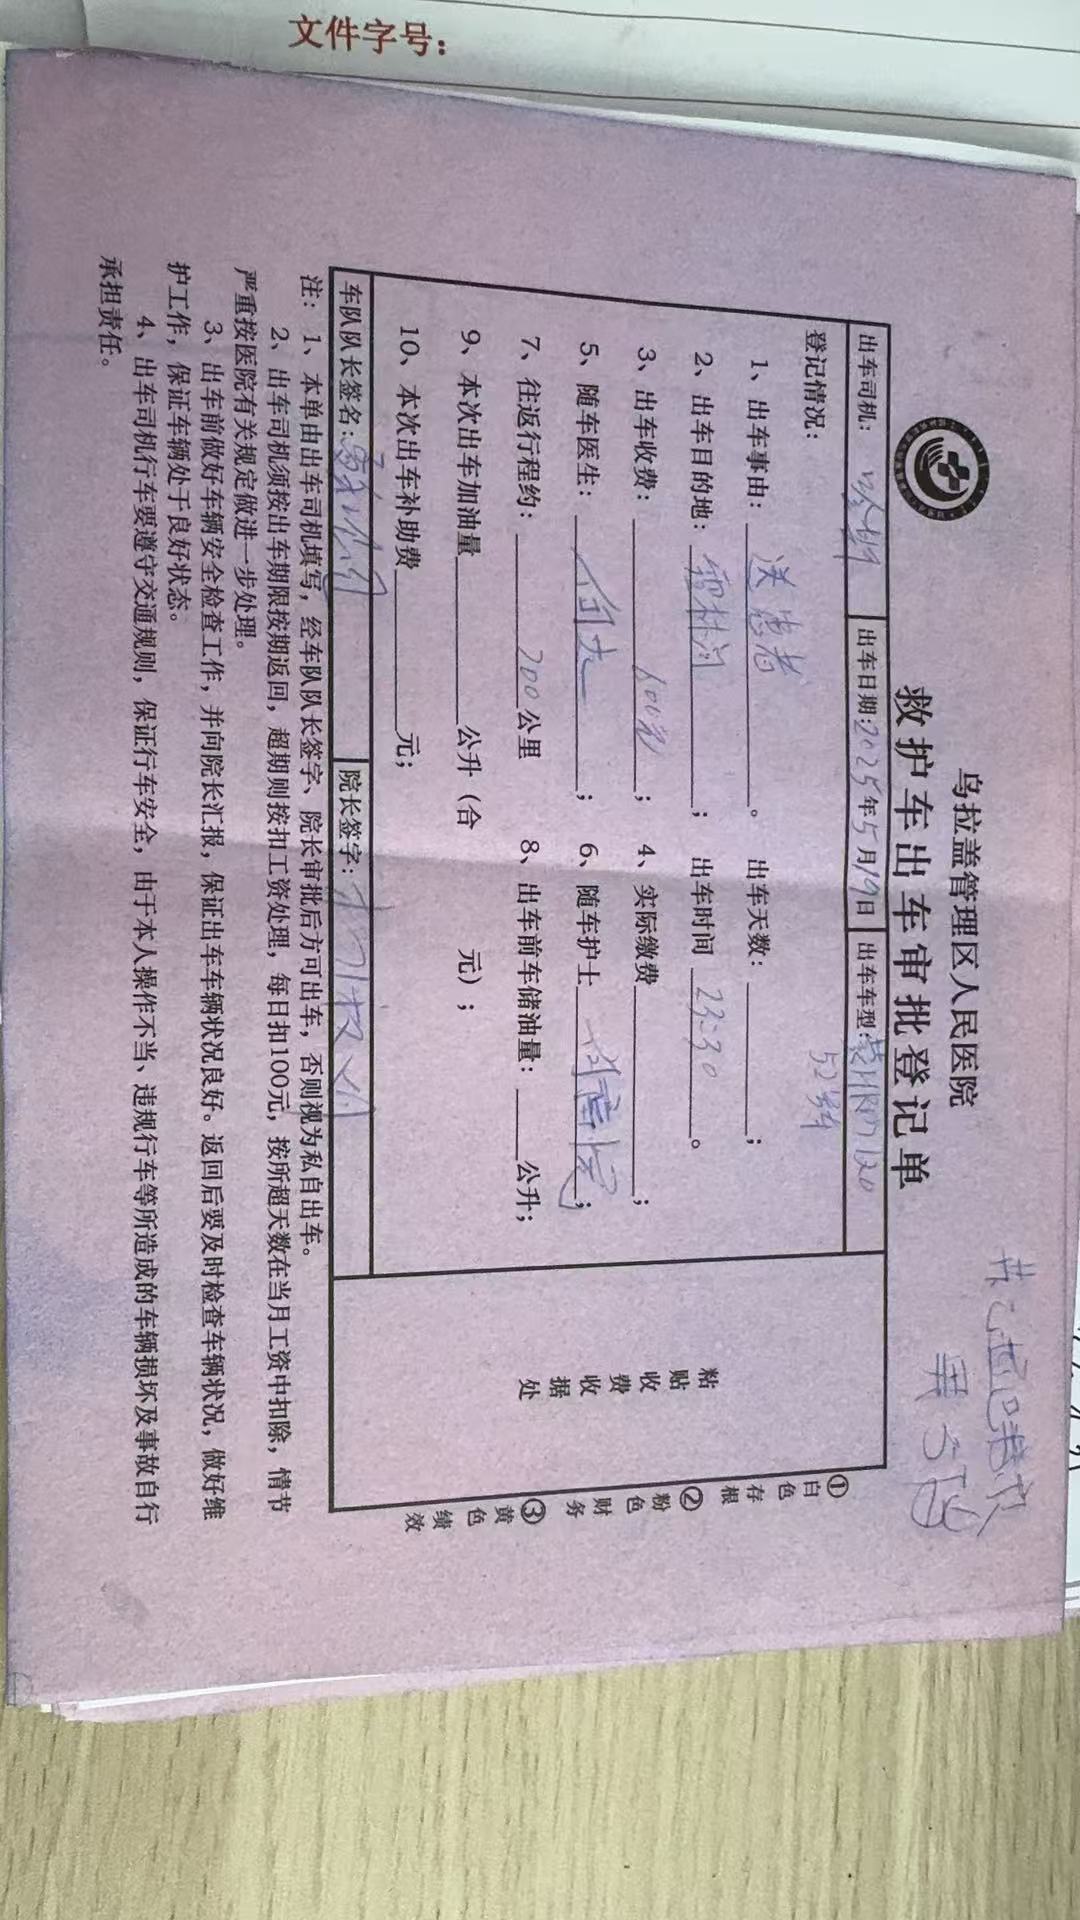 文件字号：
乌拉盖管理区人民医院
救护车出车审批登记单
出车司机： 出车日期:2025年5月19日 出车车型:蒙HRM120
登记情况：
1、出车事由：送患者。 出车天数：；
2、出车目的地：霍林河； 出车时间 23:30。
3、出车收费：； 4、实际缴费；
5、随车医生：； 6、随车护士；
7、往返行程约：公里 8、出车前车储油量：公升；
9、本次出车加油量公升（合 元）；
10、本次出车补助费元；
车队队长签名: 院长签字：
粘贴收费收据处
①白色存根
②粉色财务
③黄色绩效
注：1、本单由出车司机填写，经车队队长签字、院长审批后方可出车，否则视为私自出车。
2、出车司机须按出车期限按期返回，超期则按扣工资处理，每日扣100元，按所超天数在当月工资中扣除，情节
严重按医院有关规定做进一步处理。
3、出车前做好车辆安全检查工作，并向院长汇报，保证出车车辆状况良好。返回后要及时检查车辆状况，做好维
护工作，保证车辆处于良好状态。
4、出车司机行车要遵守交通规则，保证行车安全，由于本人操作不当、违规行车等所造成的车辆损坏及事故自行
承担责任。